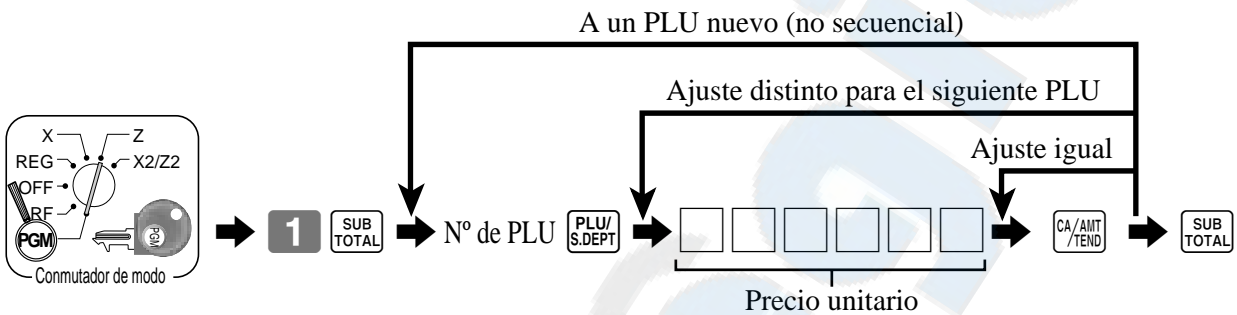 A un PLU nuevo (no secuencial)
Ajuste distinto para el siguiente PLU
Ajuste igual
X Z
REG X2/Z2
OFF
RF
PGM
PGM
Conmutador de modo
1 SUB TOTAL Nº de PLU PLU/ S.DEPT CA/AMT /TEND SUB TOTAL
Precio unitario